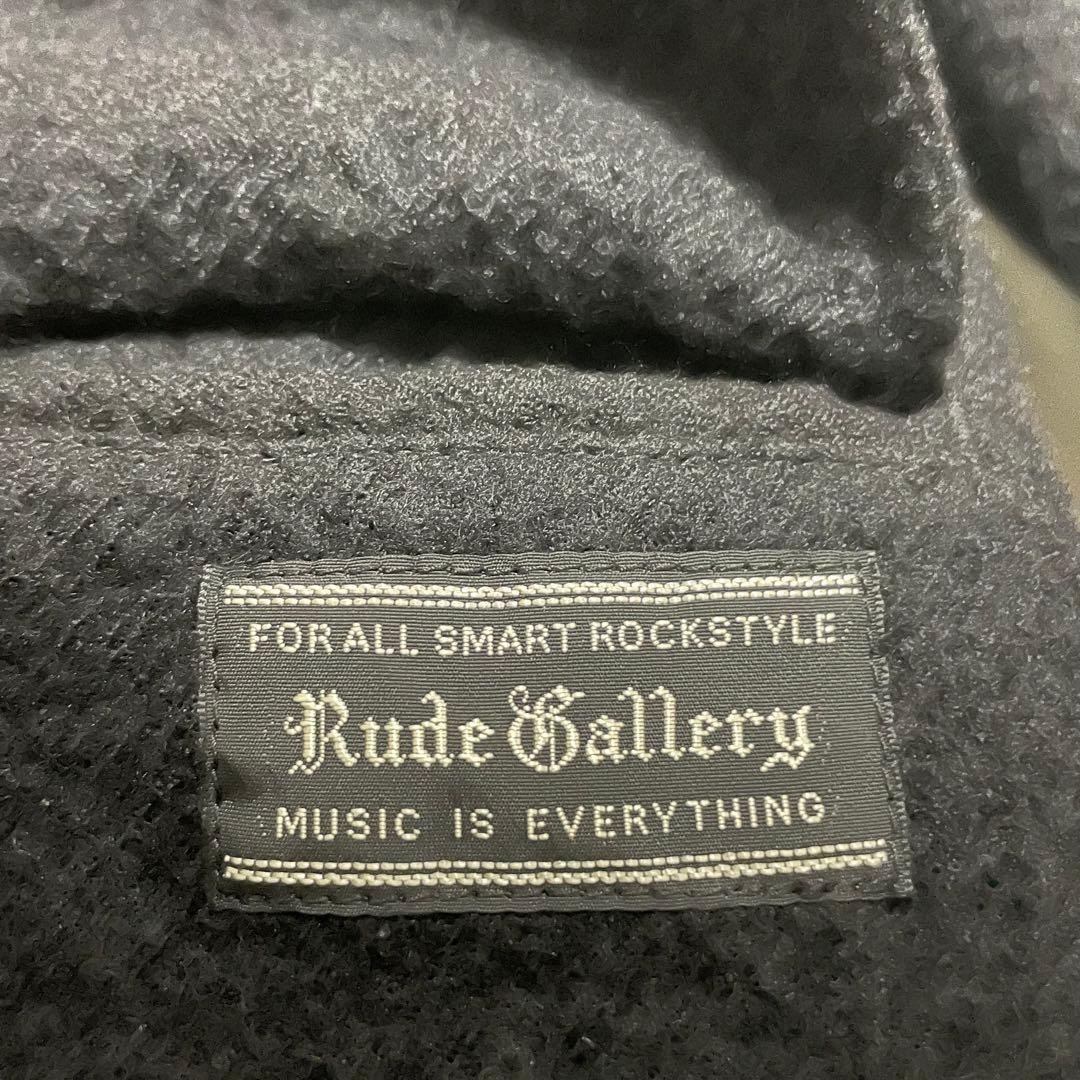 FOR ALL SMART ROCKSTYLE
Rude Gallery
MUSIC IS EVERYTHING